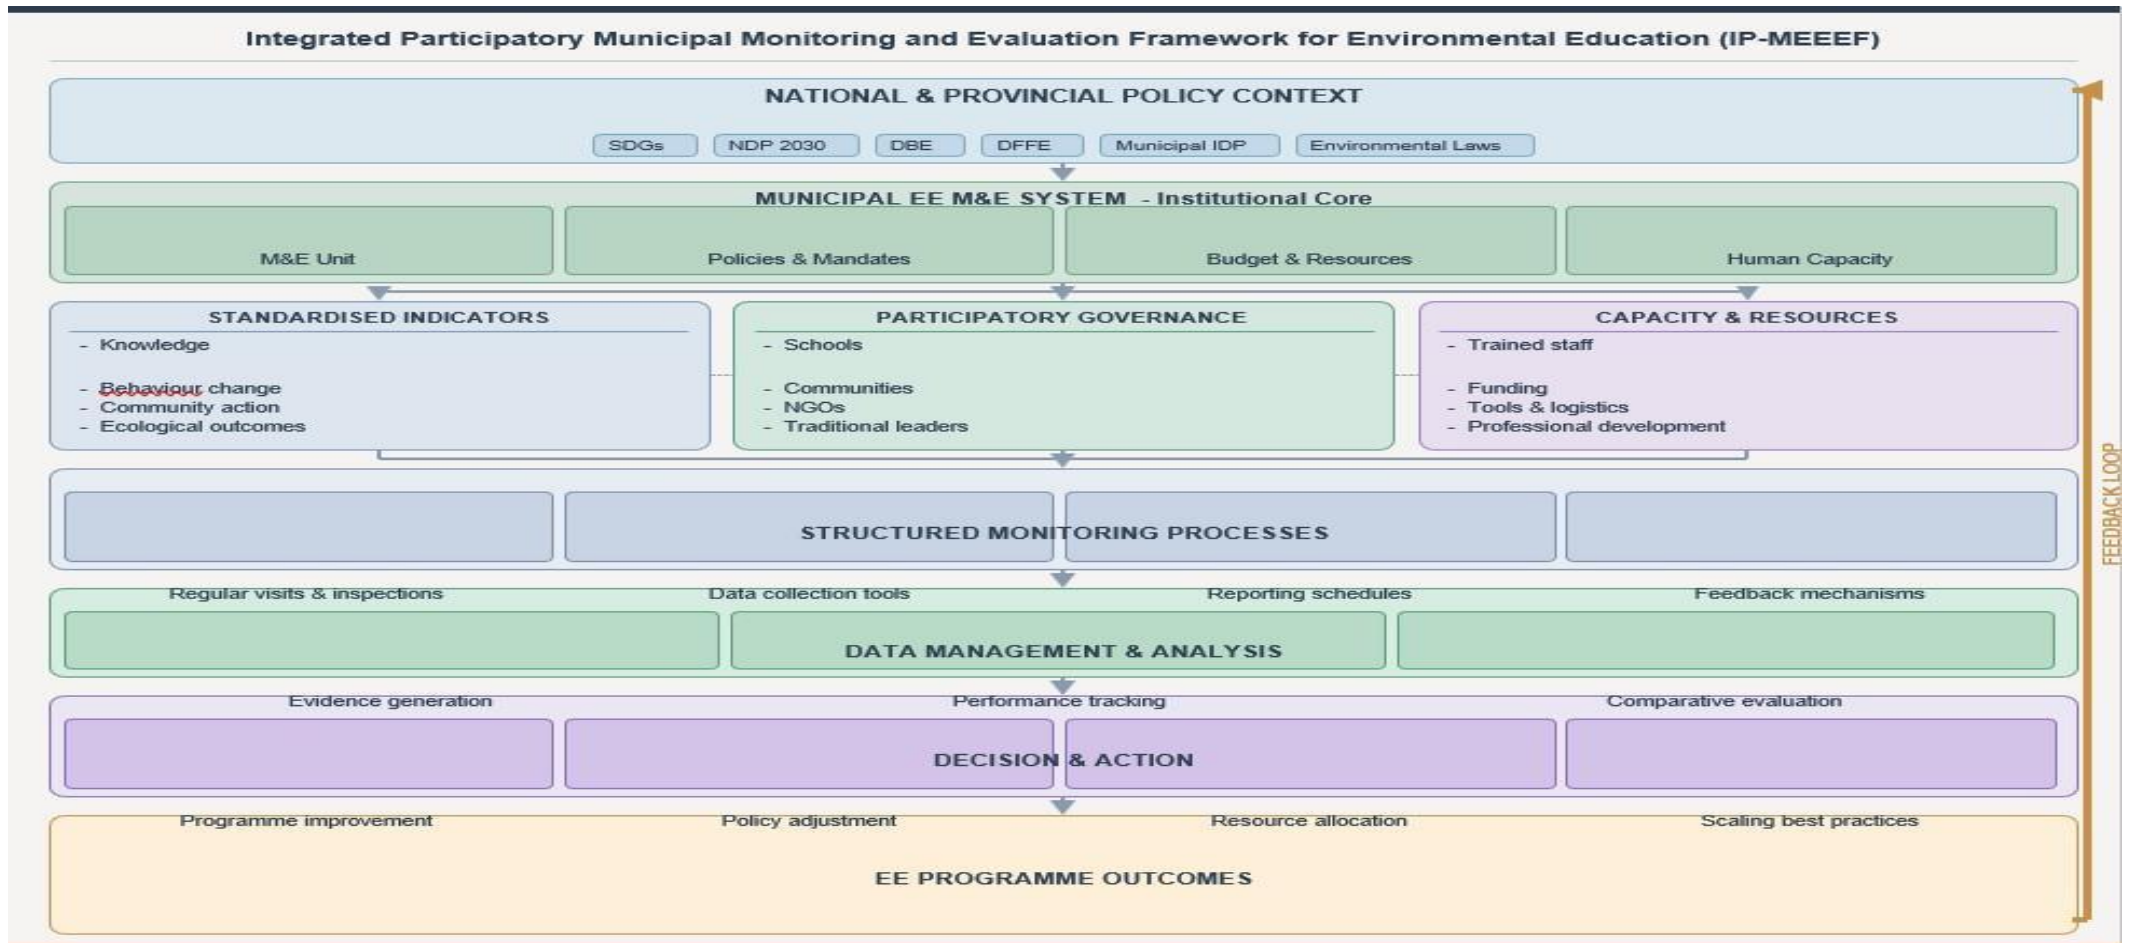 Integrated Participatory Municipal Monitoring and Evaluation Framework for Environmental Education (IP-MEEEF)
NATIONAL & PROVINCIAL POLICY CONTEXT
SDGs NDP 2030 DBE DFFE Municipal IDP Environmental Laws
MUNICIPAL EE M&E SYSTEM - Institutional Core
M&E Unit Policies & Mandates Budget & Resources Human Capacity
STANDARDISED INDICATORS
- Knowledge
- Behaviour change
- Community action
- Ecological outcomes
PARTICIPATORY GOVERNANCE
- Schools
- Communities
- NGOs
- Traditional leaders
CAPACITY & RESOURCES
- Trained staff
- Funding
- Tools & logistics
- Professional development
STRUCTURED MONITORING PROCESSES
Regular visits & inspections Data collection tools Reporting schedules Feedback mechanisms
DATA MANAGEMENT & ANALYSIS
Evidence generation Performance tracking Comparative evaluation
DECISION & ACTION
Programme improvement Policy adjustment Resource allocation Scaling best practices
EE PROGRAMME OUTCOMES
FEEDBACK LOOP